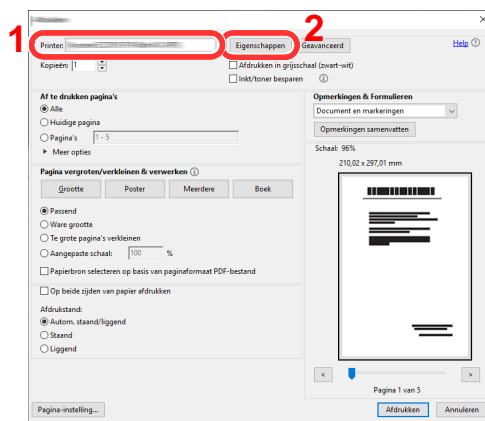 1
2
Printer:
Eigenschappen
Geavanceerd
Help
Kopieën: 1
Afdrukken in grijsschaal (zwart-wit)
Inkt/toner besparen
Af te drukken pagina's
Alle
Huidige pagina
Pagina's 1 - 5
Meer opties
Pagina vergroten/verkleinen & verwerken
Grootte
Poster
Meerdere
Boek
Passend
Ware grootte
Te grote pagina's verkleinen
Aangepaste schaal: 100 %
Papierbron selecteren op basis van paginaformaat PDF-bestand
Op beide zijden van papier afdrukken
Afdrukstand:
Autom. staand/liggend
Staand
Liggend
Opmerkingen & Formulieren
Document en markeringen
Opmerkingen samenvatten
Schaal: 96%
210,02 x 297,01 mm
<
>
Pagina 1 van 5
Pagina-instelling...
Afdrukken
Annuleren